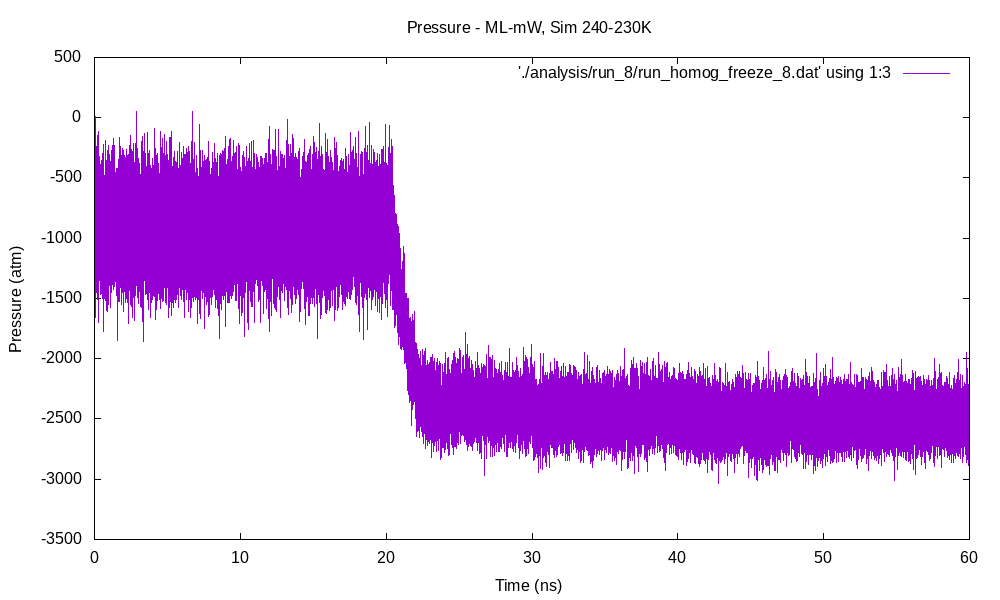 Pressure - ML-mW, Sim 240-230K
'./analysis/run_8/run_homog_freeze_8.dat' using 1:3
500
0
-500
-1000
-1500
-2000
-2500
-3000
-3500
Pressure (atm)
0 10 20 30 40 50 60
Time (ns)